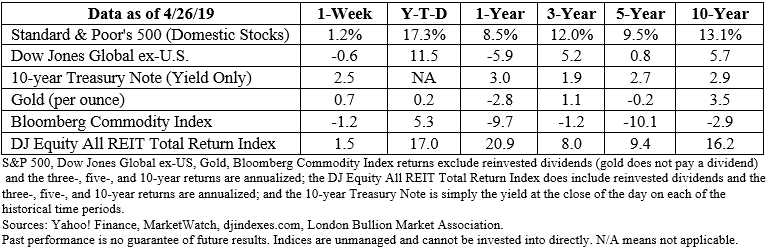 Data as of 4/26/19 1-Week Y-T-D 1-Year 3-Year 5-Year 10-Year
Standard & Poor's 500 (Domestic Stocks) 1.2% 17.3% 8.5% 12.0% 9.5% 13.1%
Dow Jones Global ex-U.S. -0.6 11.5 -5.9 5.2 0.8 5.7
10-year Treasury Note (Yield Only) 2.5 NA 3.0 1.9 2.7 2.9
Gold (per ounce) 0.7 0.2 -2.8 1.1 -0.2 3.5
Bloomberg Commodity Index -1.2 5.3 -9.7 -1.2 -10.1 -2.9
DJ Equity All REIT Total Return Index 1.5 17.0 20.9 8.0 9.4 16.2
S&P 500, Dow Jones Global ex-US, Gold, Bloomberg Commodity Index returns exclude reinvested dividends (gold does not pay a dividend)
and the three-, five-, and 10-year returns are annualized; the DJ Equity All REIT Total Return Index does include reinvested dividends and the
three-, five-, and 10-year returns are annualized; and the 10-year Treasury Note is simply the yield at the close of the day on each of the
historical time periods.
Sources: Yahoo! Finance, MarketWatch, djindexes.com, London Bullion Market Association.
Past performance is no guarantee of future results. Indices are unmanaged and cannot be invested into directly. N/A means not applicable.